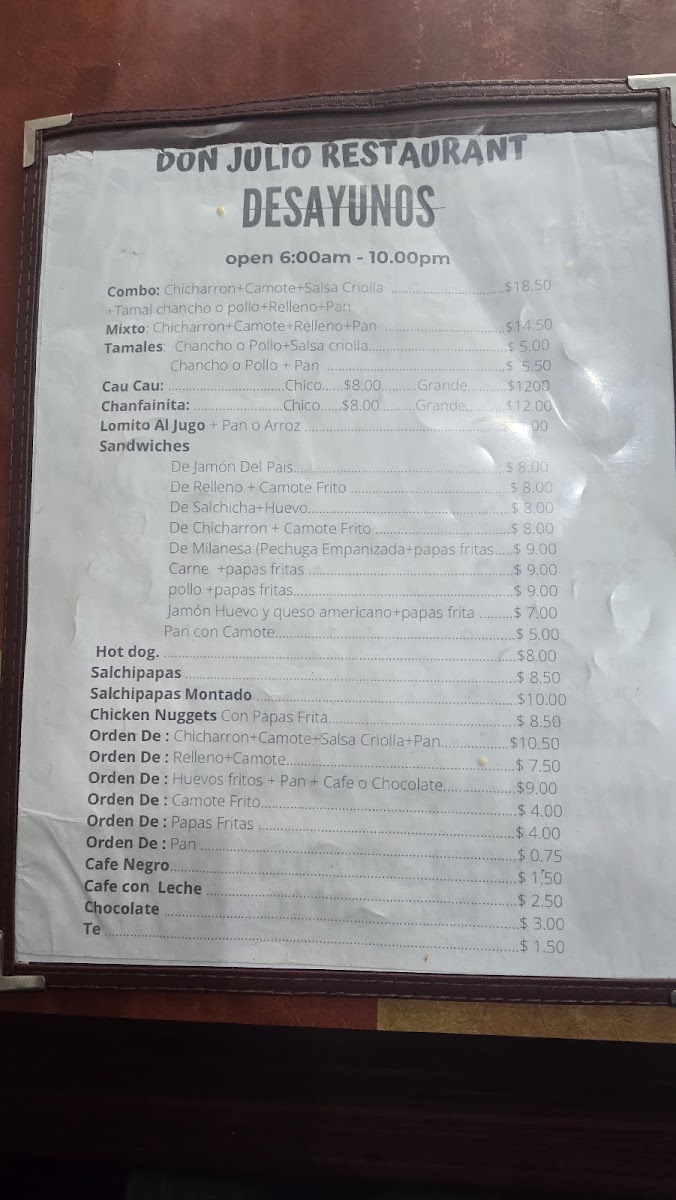 DON JULIO RESTAURANT
DESAYUNOS
open 6:00am - 10.00pm
Combo: Chicharron+Camote+Salsa Criolla ........................$18.50
+Tamal chancho o pollo+Relleno+Pan
Mixto: Chicharron+Camote+Relleno+Pan ..........................$14.50
Tamales: Chancho o Pollo+Salsa criolla..............................$ 5.00
Chancho o Pollo + Pan ......................................$ 5.50
Cau Cau: .........................Chico.....$8.00........Grande.........$1200
Chanfainita: ...................Chico.....$8.00........Grande.........$12.00
Lomito Al Jugo + Pan o Arroz ..........................................00
Sandwiches
De Jamón Del Pais..............................................$ 8.00
De Relleno + Camote Frito ...................................$ 8.00
De Salchicha+Huevo...........................................$ 8.00
De Chicharron + Camote Frito ..............................$ 8.00
De Milanesa (Pechuga Empanizada+papas fritas.....$ 9.00
Carne +papas fritas ...........................................$ 9.00
pollo +papas fritas..............................................$ 9.00
Jamón Huevo y queso americano+papas frita ........$ 7.00
Pan con Camote..................................................$ 5.00
Hot dog. ............................................................$8.00
Salchipapas .......................................................$ 8.50
Salchipapas Montado ..........................................$10.00
Chicken Nuggets Con Papas Frita..........................$ 8.50
Orden De : Chicharron+Camote+Salsa Criolla+Pan...............$10.50
Orden De : Relleno+Camote..................................$ 7.50
Orden De : Huevos fritos + Pan + Cafe o Chocolate...............$9.00
Orden De : Camote Frito.......................................$ 4.00
Orden De : Papas Fritas .......................................$ 4.00
Orden De : Pan ...................................................$ 0.75
Cafe Negro.........................................................$ 1.50
Cafe con Leche ...................................................$ 2.50
Chocolate ..........................................................$ 3.00
Te .....................................................................$ 1.50